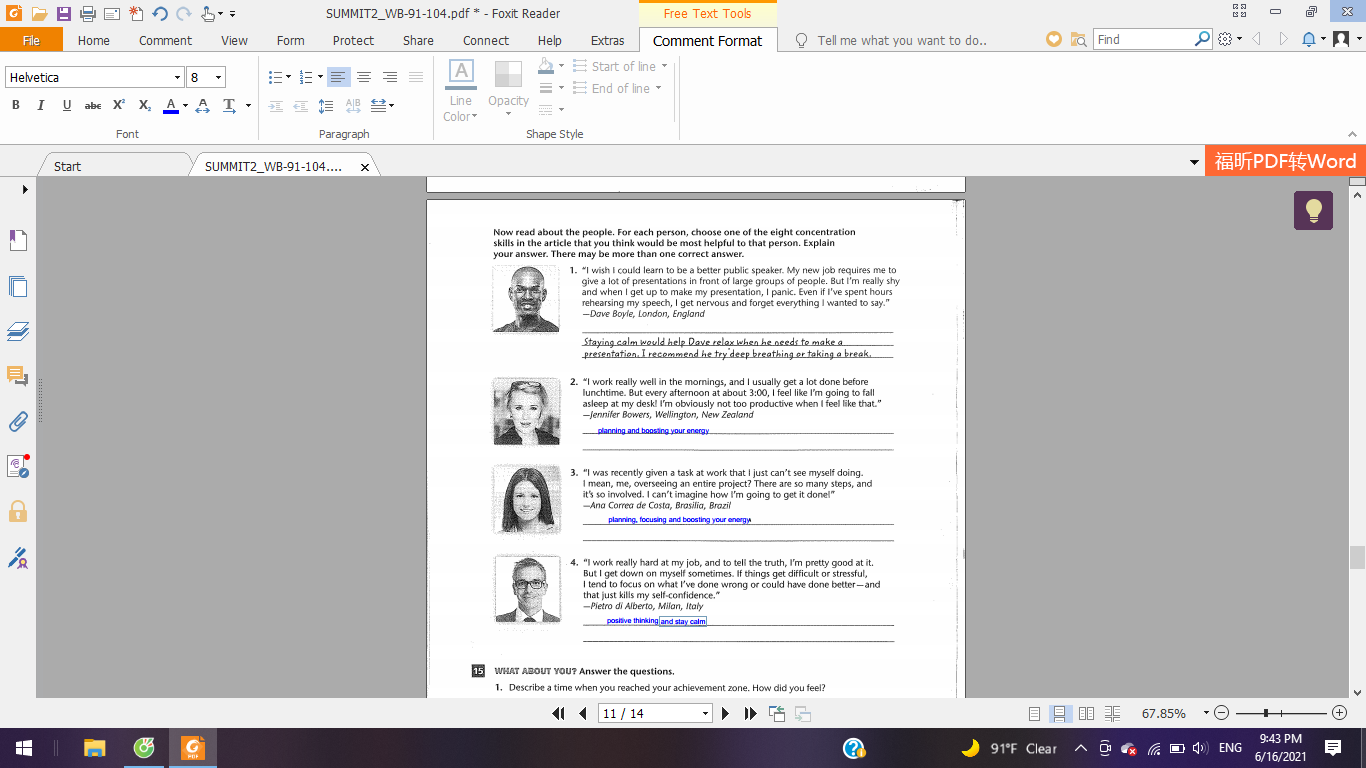 SUMMIT2_WB-91-104.pdf * - Foxit Reader
Free Text Tools
File
Home
Comment
View
Form
Protect
Share
Connect
Help
Extras
Comment Format
Tell me what you want to do..
Find
Helvetica
8
Start of line
End of line
Line Color
Opacity
B I U abc X² X₂ A A T
Font
Paragraph
Shape Style
Start
SUMMIT2_WB-91-104....
福昕PDF转Word
Now read about the people. For each person, choose one of the eight concentration
skills in the article that you think would be most helpful to that person. Explain
your answer. There may be more than one correct answer.
1. “I wish I could learn to be a better public speaker. My new job requires me to
give a lot of presentations in front of large groups of people. But I’m really shy
and when I get up to make my presentation, I panic. Even if I’ve spent hours
rehearsing my speech, I get nervous and forget everything I wanted to say.”
—Dave Boyle, London, England
Staying calm would help Dave relax when he needs to make a
presentation. I recommend he try deep breathing or taking a break.
2. “I work really well in the mornings, and I usually get a lot done before
lunchtime. But every afternoon at about 3:00, I feel like I’m going to fall
asleep at my desk! I’m obviously not too productive when I feel like that.”
—Jennifer Bowers, Wellington, New Zealand
planning and boosting your energy
3. “I was recently given a task at work that I just can’t see myself doing.
I mean, me, overseeing an entire project? There are so many steps, and
it’s so involved. I can’t imagine how I’m going to get it done!”
—Ana Correa de Costa, Brasília, Brazil
planning, focusing and boosting your energy
4. “I work really hard at my job, and to tell the truth, I’m pretty good at it.
But I get down on myself sometimes. If things get difficult or stressful,
I tend to focus on what I’ve done wrong or could have done better—and
that just kills my self-confidence.”
—Pietro di Alberto, Milan, Italy
positive thinking and stay calm
15 WHAT ABOUT YOU? Answer the questions.
1. Describe a time when you reached your achievement zone. How did you feel?
11 / 14
67.85%
91°F Clear
ENG
9:43 PM
6/16/2021